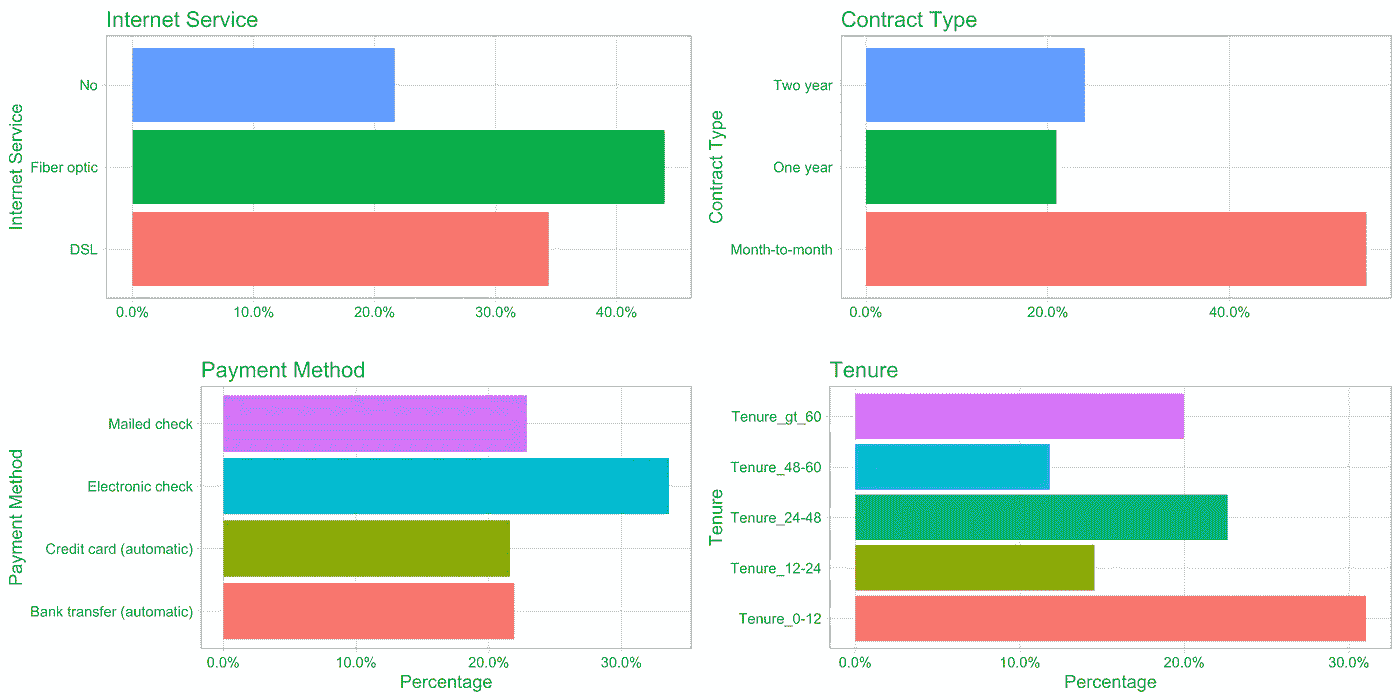 Internet Service
Internet Service
No
Fiber optic
DSL
0.0% 10.0% 20.0% 30.0% 40.0%
Contract Type
Contract Type
Two year
One year
Month-to-month
0.0% 20.0% 40.0%
Payment Method
Payment Method
Mailed check
Electronic check
Credit card (automatic)
Bank transfer (automatic)
0.0% 10.0% 20.0% 30.0%
Percentage
Tenure
Tenure
Tenure_gt_60
Tenure_48-60
Tenure_24-48
Tenure_12-24
Tenure_0-12
0.0% 10.0% 20.0% 30.0%
Percentage